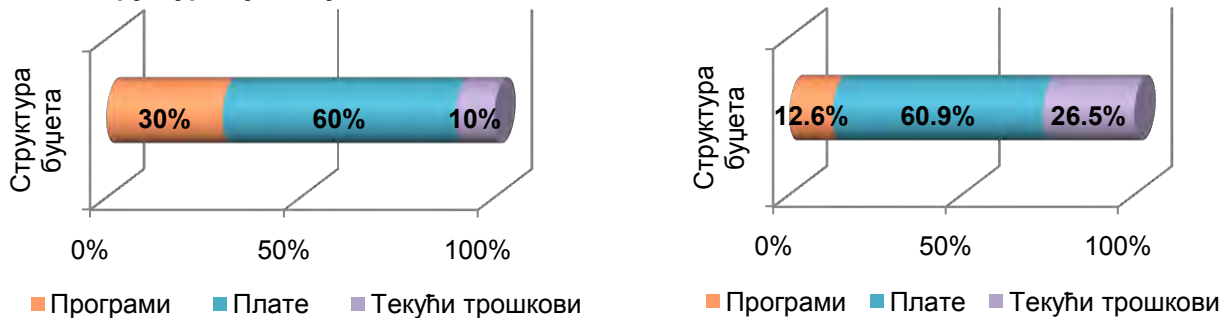 Структура
буџета
30%
60%
10%
0%
50%
100%
Програми
Плате
Текући трошкови
Структура
буџета
12.6%
60.9%
26.5%
0%
50%
100%
Програми
Плате
Текући трошкови